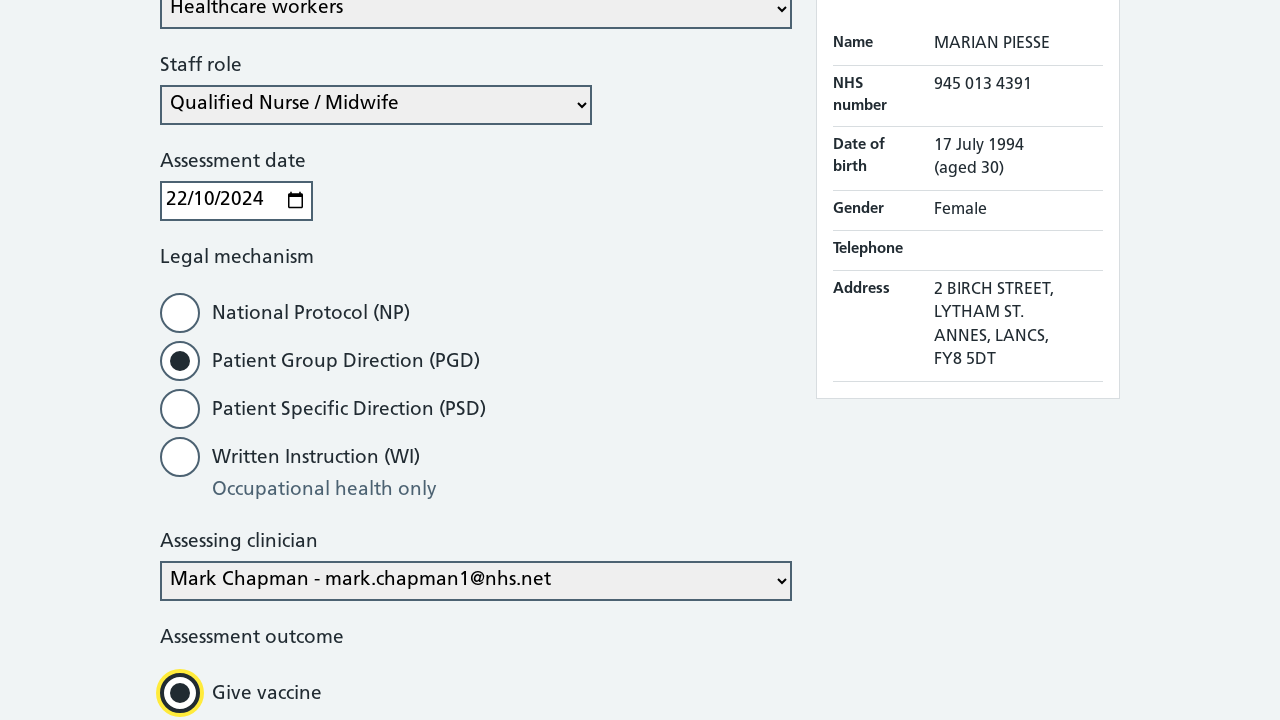 Healthcare workers
Staff role
Qualified Nurse / Midwife
Assessment date
22/10/2024
Legal mechanism
National Protocol (NP)
Patient Group Direction (PGD)
Patient Specific Direction (PSD)
Written Instruction (WI)
Occupational health only
Assessing clinician
Mark Chapman - mark.chapman1@nhs.net
Assessment outcome
Give vaccine
Name MARIAN PIESSE
NHS 945 013 4391
number
Date of 17 July 1994
birth (aged 30)
Gender Female
Telephone
Address 2 BIRCH STREET,
LYTHAM ST.
ANNES, LANCS,
FY8 5DT